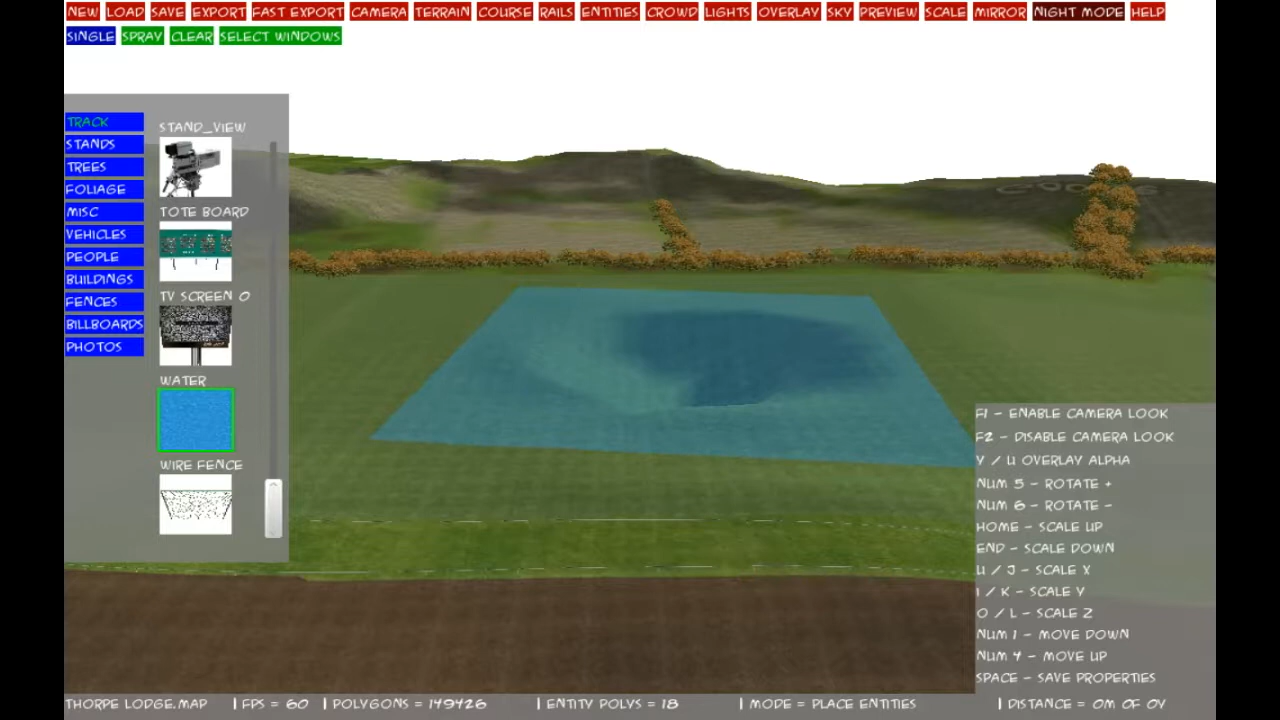 NEW LOAD SAVE EXPORT FAST EXPORT CAMERA TERRAIN COURSE RAILS ENTITIES CROWD LIGHTS OVERLAY SKY PREVIEW SCALE MIRROR NIGHT MODE HELP
SINGLE SPRAY CLEAR SELECT WINDOWS
TRACK
STANDS
TREES
FOLIAGE
MISC
VEHICLES
PEOPLE
BUILDINGS
FENCES
BILLBOARDS
PHOTOS
STAND_VIEW
TOTE BOARD
TV SCREEN 0
WATER
WIRE FENCE
Google
F1 - ENABLE CAMERA LOOK
F2 - DISABLE CAMERA LOOK
Y / U OVERLAY ALPHA
NUM 5 - ROTATE +
NUM 6 - ROTATE -
HOME - SCALE UP
END - SCALE DOWN
U / J - SCALE X
I / K - SCALE Y
O / L - SCALE Z
NUM 1 - MOVE DOWN
NUM 4 - MOVE UP
SPACE - SAVE PROPERTIES
THORPE LODGE.MAP | FPS = 60 | POLYGONS = 149426 | ENTITY POLYS = 18 | MODE = PLACE ENTITIES | DISTANCE = 0M OF 0Y